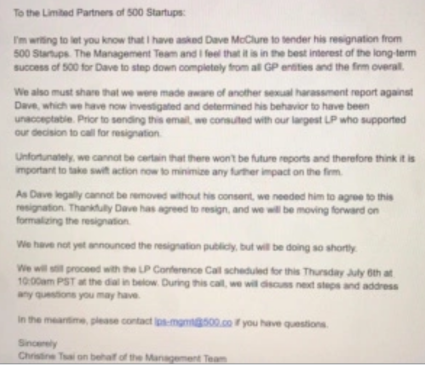 To the Limited Partners of 500 Startups:
I'm writing to let you know that I have asked Dave McClure to tender his resignation from
500 Startups. The Management Team and I feel that it is in the best interest of the long-term
success of 500 for Dave to step down completely from all GP entities and the firm overall.
We also must share that we were made aware of another sexual harassment report against
Dave, which we have now investigated and determined his behavior to have been
unacceptable. Prior to sending this email, we consulted with our largest LP who supported
our decision to call for resignation.
Unfortunately, we cannot be certain that there won't be future reports and therefore think it is
important to take swift action now to minimize any further impact on the firm.
As Dave legally cannot be removed without his consent, we needed him to agree to this
resignation. Thankfully Dave has agreed to resign, and we will be moving forward on
formalizing the resignation.
We have not yet announced the resignation publicly, but will be doing so shortly.
We will still proceed with the LP Conference Call scheduled for this Thursday July 6th at
10:00am PST at the dial in below. During this call, we will discuss next steps and address
any questions you may have.
In the meantime, please contact lps-mgmt@500.co if you have questions.
Sincerely
Christine Tsai on behalf of the Management Team